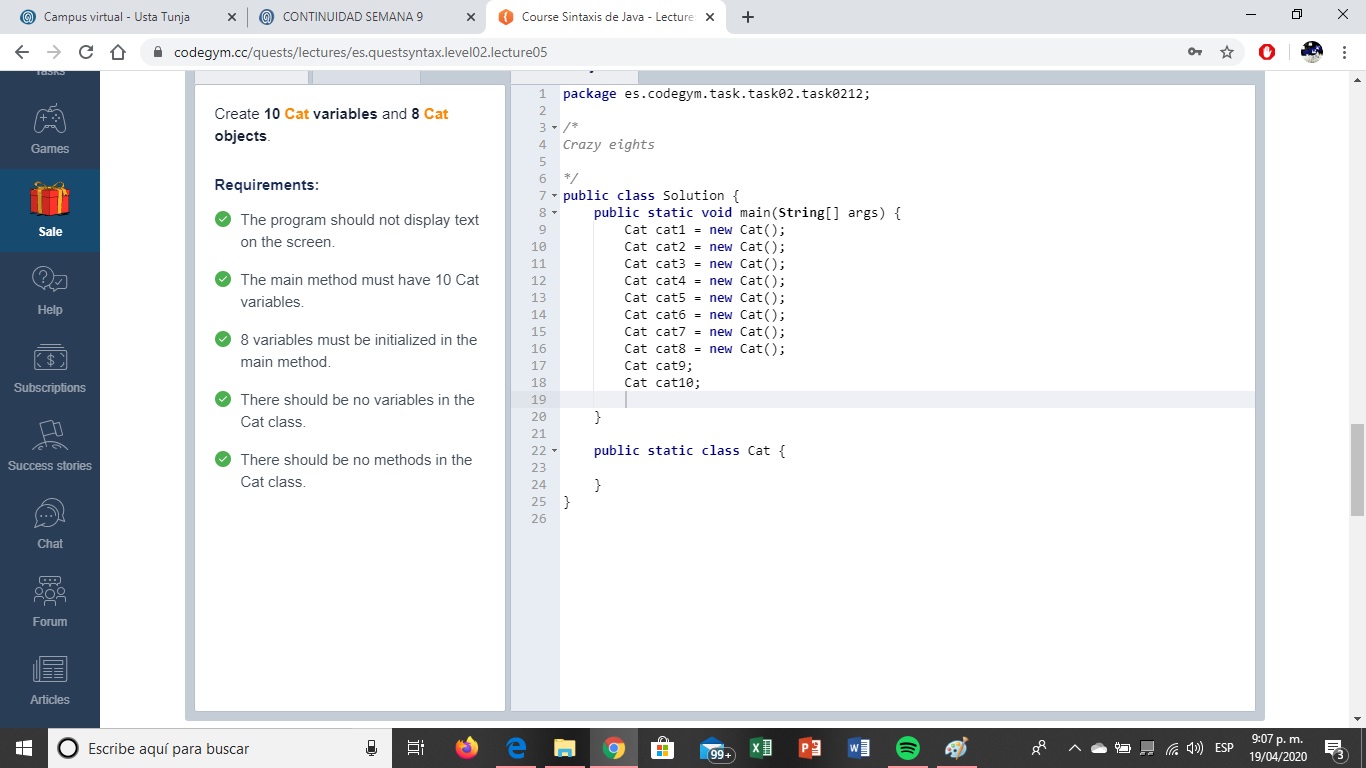 Campus virtual - Usta Tunja
CONTINUIDAD SEMANA 9
Course Sintaxis de Java - Lecture
codegym.cc/quests/lectures/es.questsyntax.level02.lecture05
Tasks
Games
Sale
Help
Subscriptions
Success stories
Chat
Forum
Articles
Create 10 Cat variables and 8 Cat
objects.
Requirements:
The program should not display text
on the screen.
The main method must have 10 Cat
variables.
8 variables must be initialized in the
main method.
There should be no variables in the
Cat class.
There should be no methods in the
Cat class.
1 package es.codegym.task.task02.task0212;
2
3 /*
4 Crazy eights
5
6 */
7 public class Solution {
8 public static void main(String[] args) {
9 Cat cat1 = new Cat();
10 Cat cat2 = new Cat();
11 Cat cat3 = new Cat();
12 Cat cat4 = new Cat();
13 Cat cat5 = new Cat();
14 Cat cat6 = new Cat();
15 Cat cat7 = new Cat();
16 Cat cat8 = new Cat();
17 Cat cat9;
18 Cat cat10;
19
20 }
21
22 public static class Cat {
23
24 }
25 }
26
Escribe aquí para buscar
99+
ESP
9:07 p. m.
19/04/2020
3